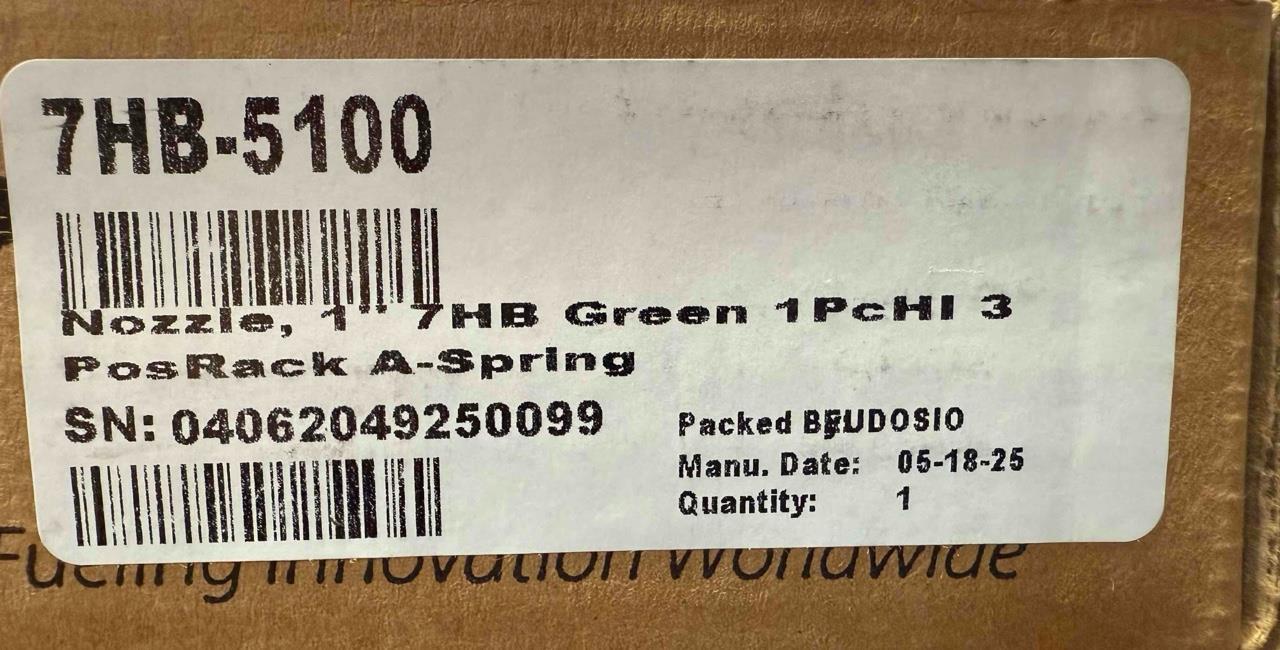 7HB-5100
Nozzle, 1" 7HB Green 1PcHI 3
PosRack A-Spring
SN: 04062049250099
Packed
Manu. Date: 05-18-25
Quantity: 1
Fueling Innovation Worldwide